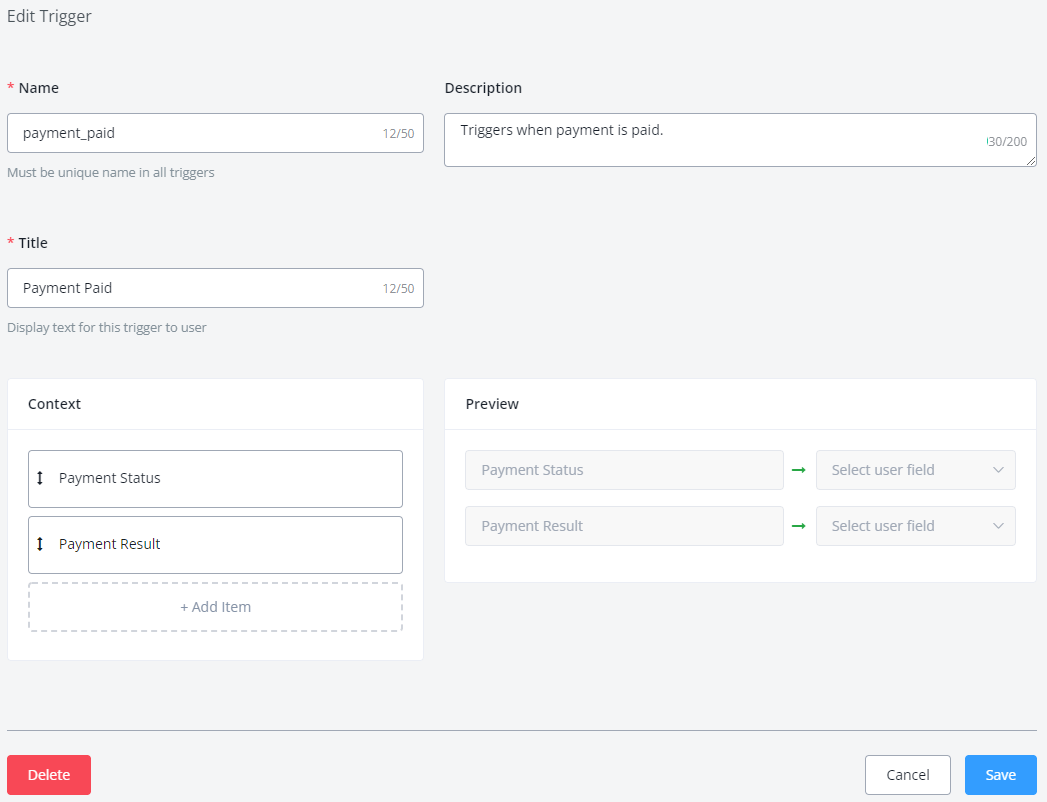 Edit Trigger
* Name
payment_paid 12/50
Must be unique name in all triggers
Description
Triggers when payment is paid.
30/200
* Title
Payment Paid 12/50
Display text for this trigger to user
Context
Payment Status
Payment Result
+ Add Item
Preview
Payment Status → Select user field
Payment Result → Select user field
Delete Cancel Save